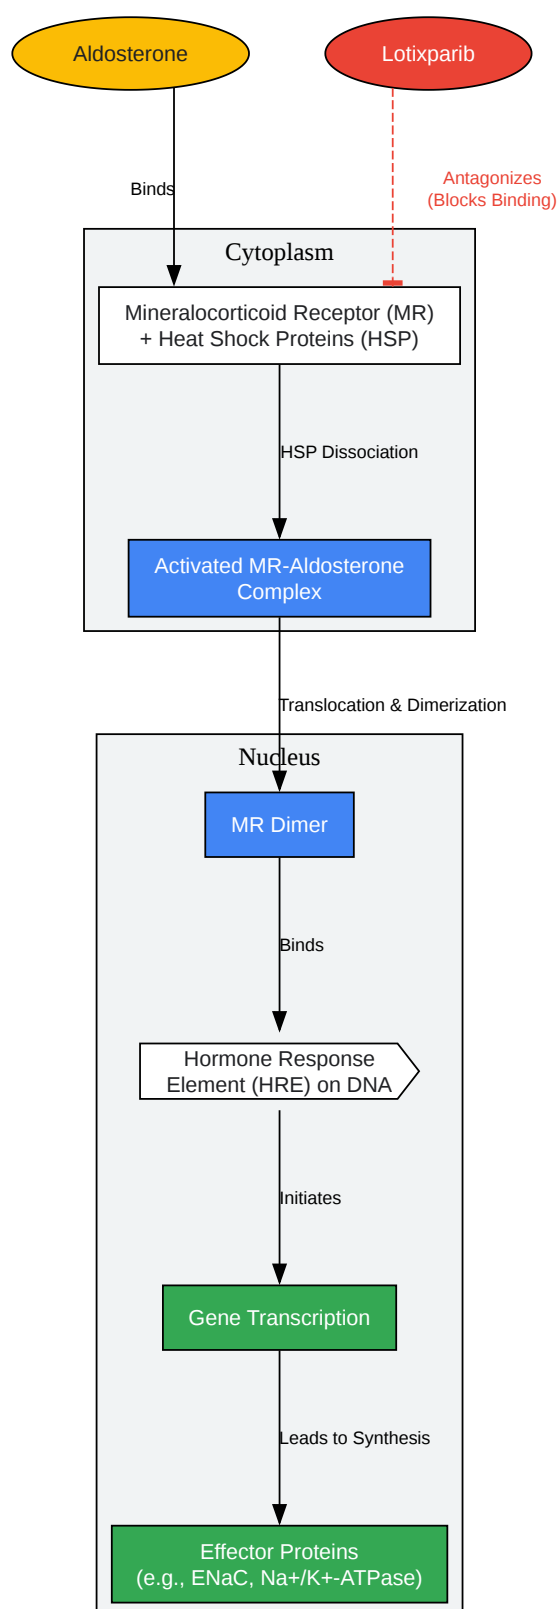 Aldosterone
Lotixparib
Binds
Antagonizes
(Blocks Binding)
Cytoplasm
Mineralocorticoid Receptor (MR)
+ Heat Shock Proteins (HSP)
HSP Dissociation
Activated MR-Aldosterone
Complex
Translocation & Dimerization
Nucleus
MR Dimer
Binds
Hormone Response
Element (HRE) on DNA
Initiates
Gene Transcription
Leads to Synthesis
Effector Proteins
(e.g., ENaC, Na+/K+-ATPase)